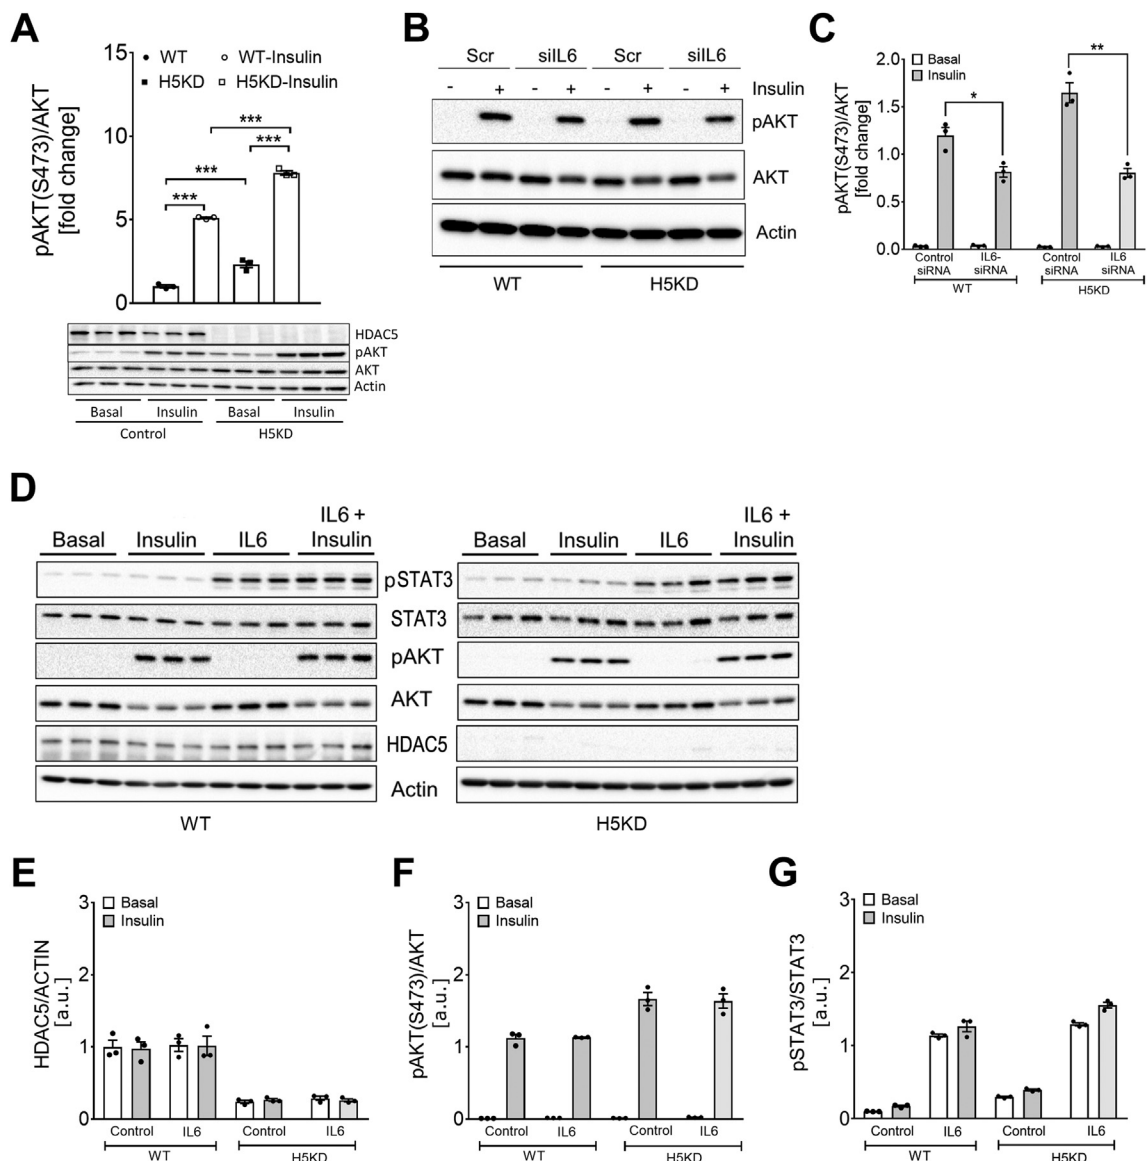 A
15
10
5
0
pAKT(S473)/AKT
[fold change]
WT
WT-Insulin
H5KD
H5KD-Insulin
***
***
***
***
HDAC5
pAKT
AKT
Actin
Basal Insulin Basal Insulin
Control H5KD
B
Scr siIL6 Scr siIL6
- + - + - + - + Insulin
pAKT
AKT
Actin
WT H5KD
C
Basal
Insulin
2.0
1.5
1.0
0.5
0.0
pAKT(S473)/AKT
[fold change]
*
**
Control siRNA
IL6- siRNA
Control siRNA
IL6 siRNA
WT H5KD
D
Basal Insulin IL6 IL6 + Insulin
Basal Insulin IL6 IL6 + Insulin
pSTAT3
STAT3
pAKT
AKT
HDAC5
Actin
WT H5KD
E
Basal
Insulin
3
2
1
0
HDAC5/ACTIN
[a.u.]
Control IL6 Control IL6
WT H5KD
F
Basal
Insulin
3
2
1
0
pAKT(S473)/AKT
[a.u.]
Control IL6 Control IL6
WT H5KD
G
Basal
Insulin
3
2
1
0
pSTAT3/STAT3
[a.u.]
Control IL6 Control IL6
WT H5KD